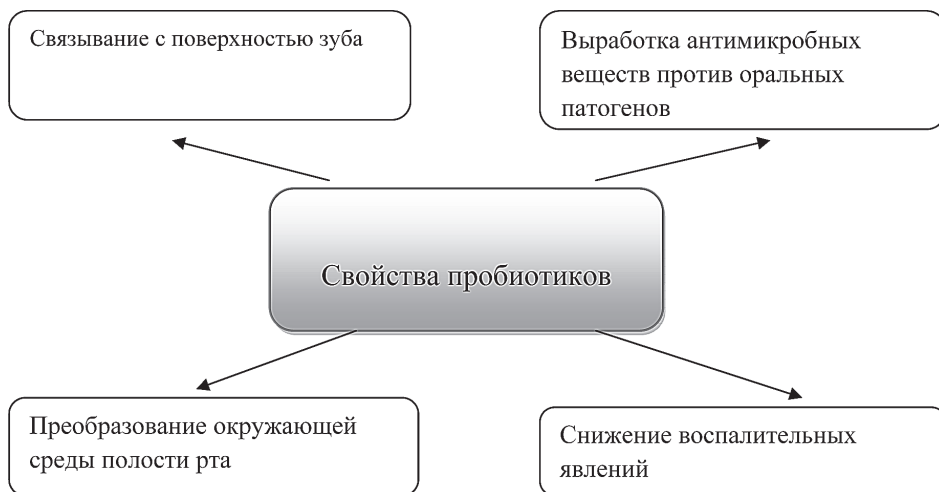 Связывание с поверхностью зуба
Выработка антимикробных
веществ против оральных
патогенов
Свойства пробиотиков
Преобразование окружающей
среды полости рта
Снижение воспалительных
явлений